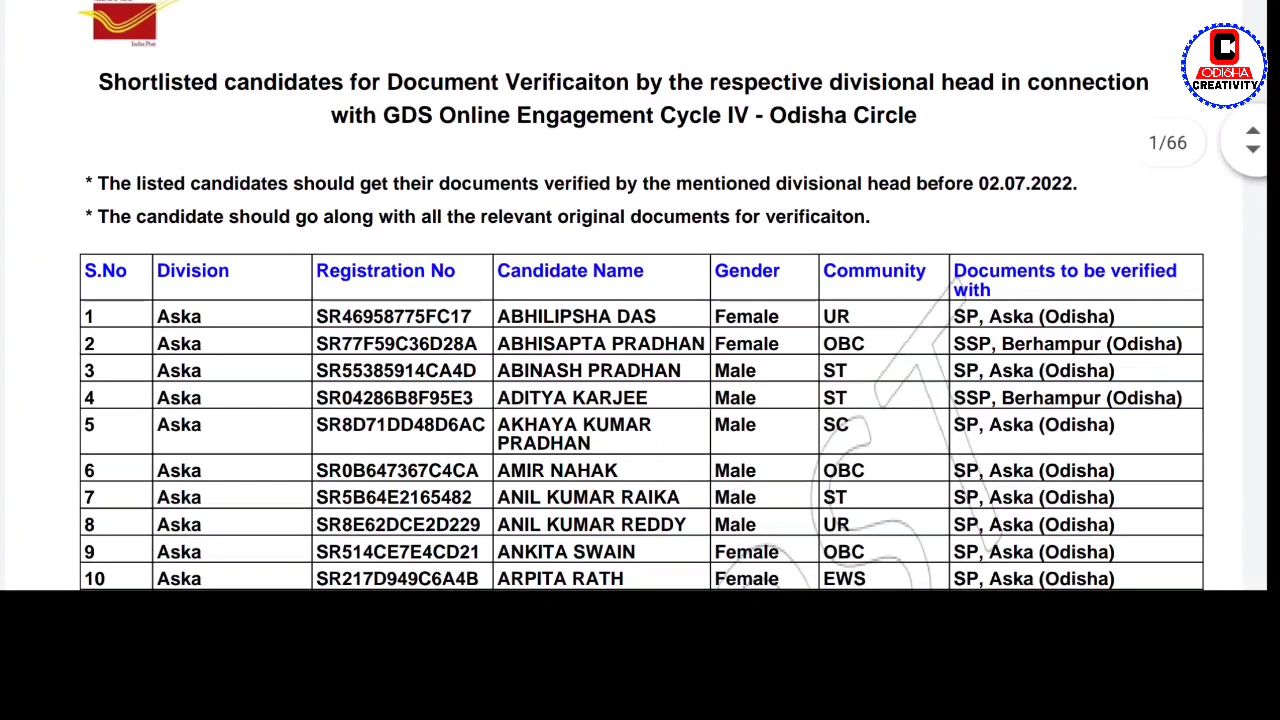 India Post
ODISHA
CREATIVITY
Shortlisted candidates for Document Verificaiton by the respective divisional head in connection
with GDS Online Engagement Cycle IV - Odisha Circle
1/66
* The listed candidates should get their documents verified by the mentioned divisional head before 02.07.2022.
* The candidate should go along with all the relevant original documents for verificaiton.
S.No Division Registration No Candidate Name Gender Community Documents to be verified
with
1 Aska SR46958775FC17 ABHILIPSHA DAS Female UR SP, Aska (Odisha)
2 Aska SR77F59C36D28A ABHISAPTA PRADHAN Female OBC SSP, Berhampur (Odisha)
3 Aska SR55385914CA4D ABINASH PRADHAN Male ST SP, Aska (Odisha)
4 Aska SR04286B8F95E3 ADITYA KARJEE Male ST SSP, Berhampur (Odisha)
5 Aska SR8D71DD48D6AC AKHAYA KUMAR Male SC SP, Aska (Odisha)
PRADHAN
6 Aska SR0B647367C4CA AMIR NAHAK Male OBC SP, Aska (Odisha)
7 Aska SR5B64E2165482 ANIL KUMAR RAIKA Male ST SP, Aska (Odisha)
8 Aska SR8E62DCE2D229 ANIL KUMAR REDDY Male UR SP, Aska (Odisha)
9 Aska SR514CE7E4CD21 ANKITA SWAIN Female OBC SP, Aska (Odisha)
10 Aska SR217D949C6A4B ARPITA RATH Female EWS SP, Aska (Odisha)